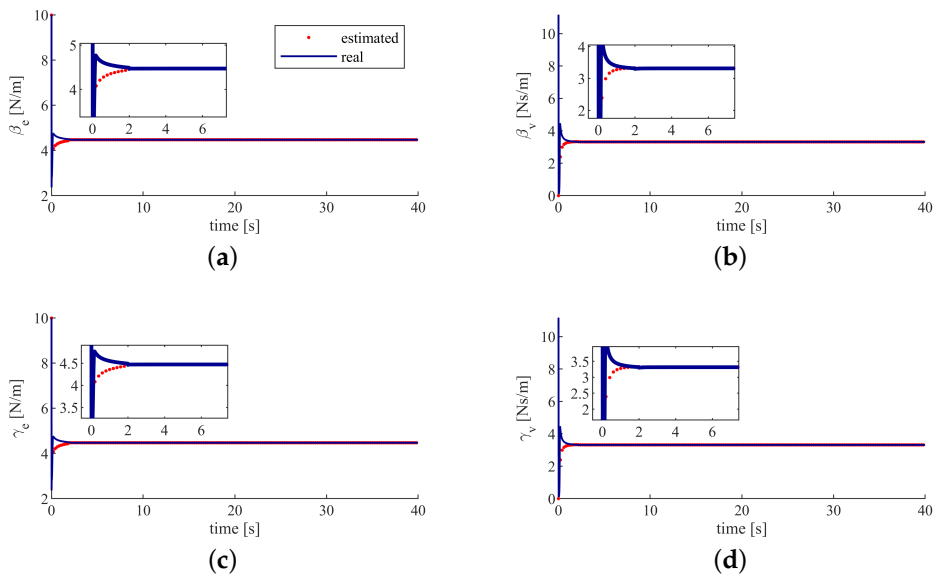 10
8
6
4
2
β_e [N/m]
5
4
0 2 4 6
estimated
real
0 10 20 30 40
time [s]
(a)
10
8
6
4
2
0
β_v [Ns/m]
4
3
2
0 2 4 6
0 10 20 30 40
time [s]
(b)
10
8
6
4
2
γ_e [N/m]
4.5
4
3.5
0 2 4 6
0 10 20 30 40
time [s]
(c)
10
8
6
4
2
0
γ_v [Ns/m]
3.5
3
2.5
2
0 2 4 6
0 10 20 30 40
time [s]
(d)